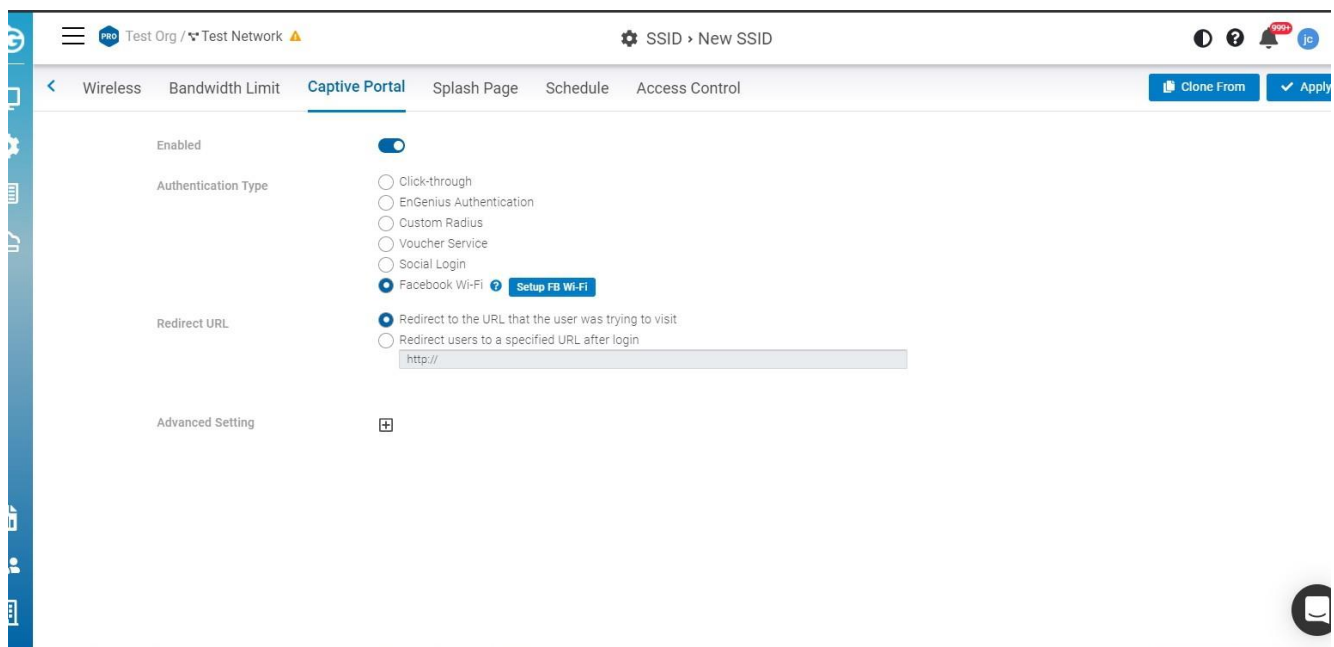 PRO Test Org / Test Network
SSID › New SSID
999+
jc
Wireless Bandwidth Limit Captive Portal Splash Page Schedule Access Control
Clone From
Apply
Enabled
Authentication Type
Click-through
EnGenius Authentication
Custom Radius
Voucher Service
Social Login
Facebook Wi-Fi ? Setup FB Wi-Fi
Redirect URL
Redirect to the URL that the user was trying to visit
Redirect users to a specified URL after login
http://
Advanced Setting